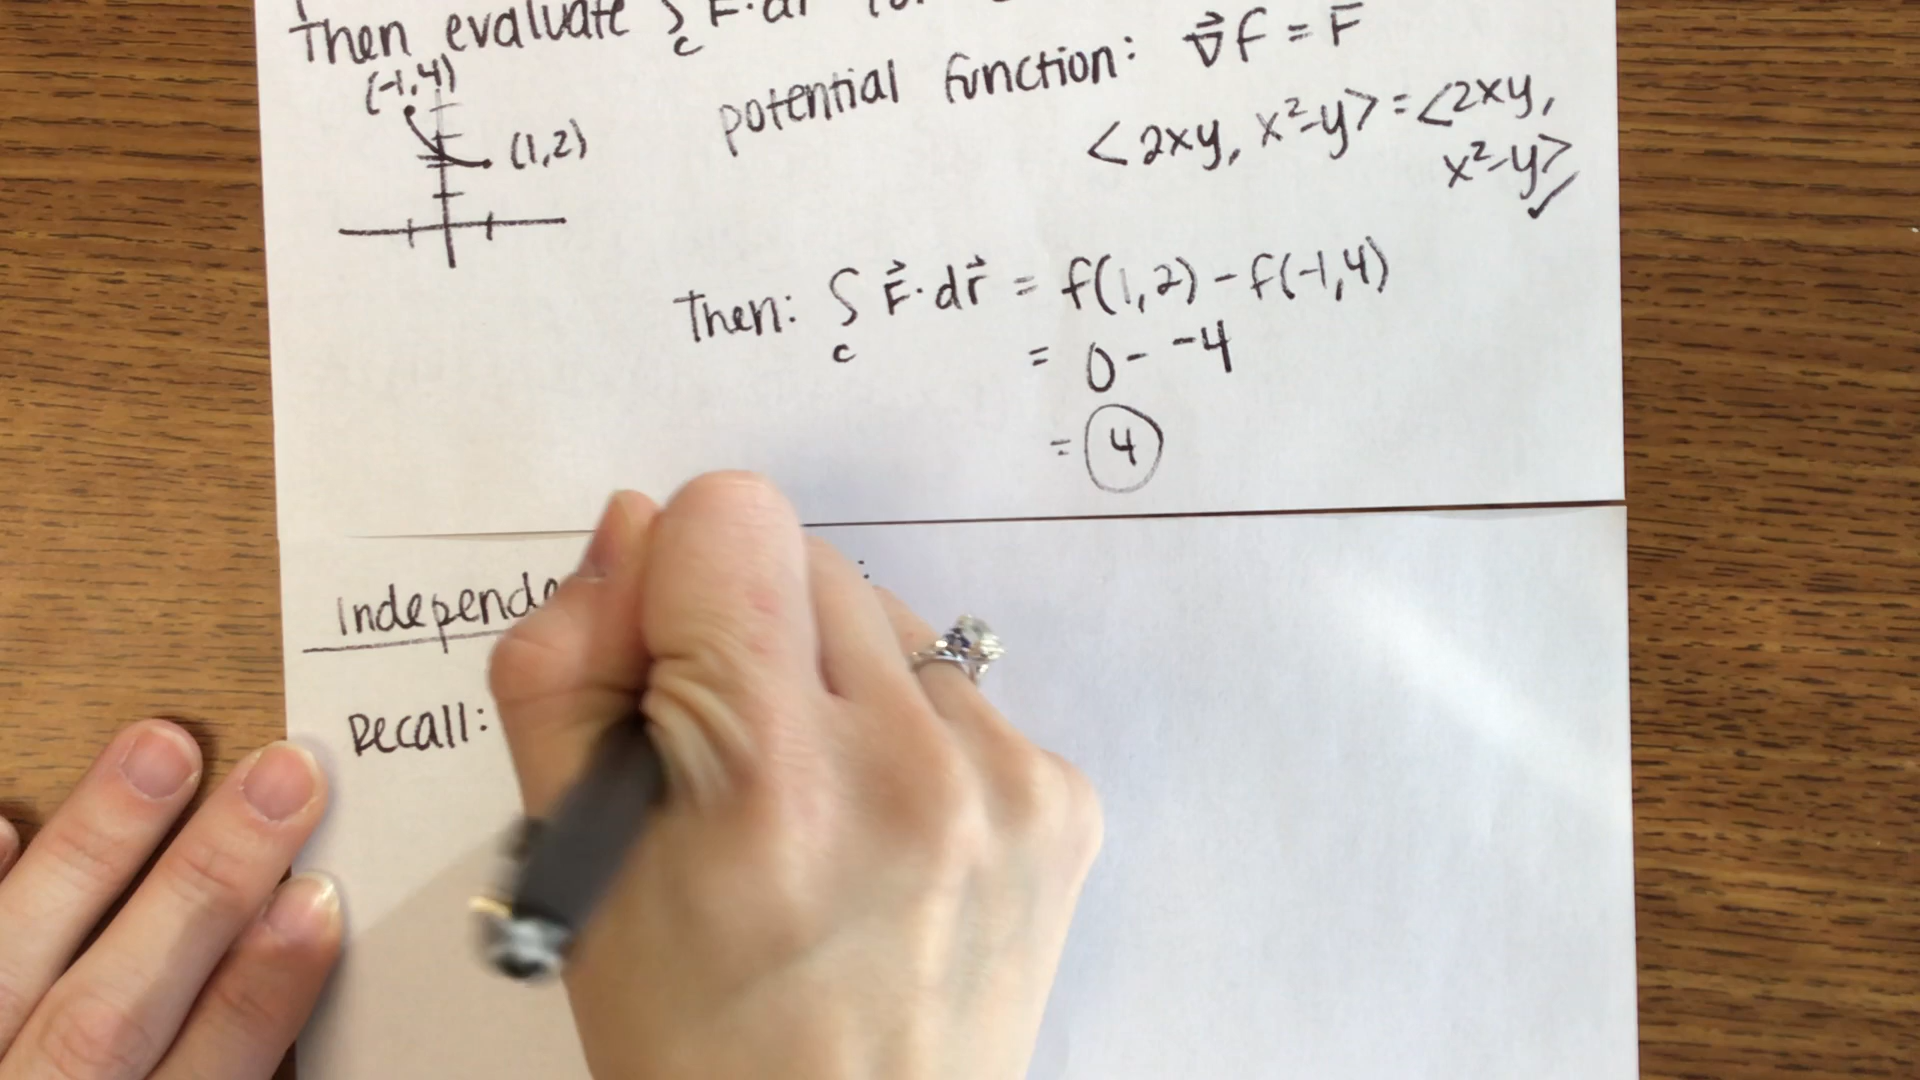 Then evaluate ∫ F·dr
c
(-1,4)
(1,2)
potential function: ∇⃗f = F
<2xy, x²-y> = <2xy,
x²-y> ✓
Then: ∫ F⃗·dr⃗ = f(1,2) - f(-1,4)
c
= 0 - -4
= 4
Recall: